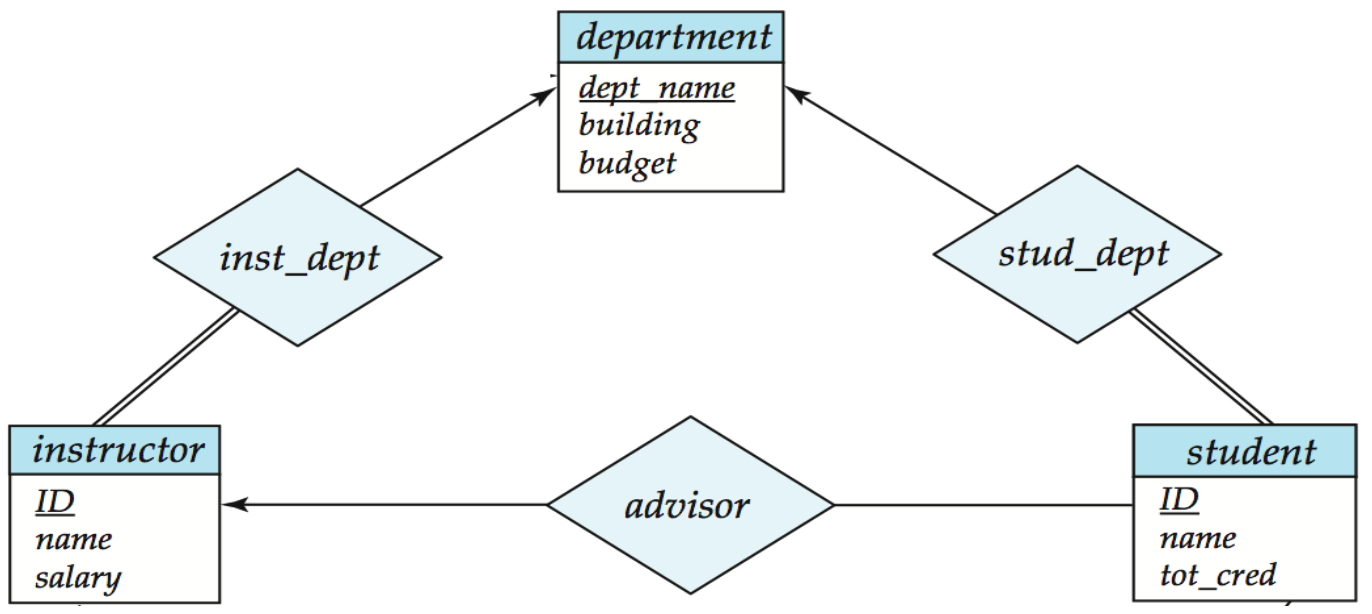 department
dept_name
building
budget
inst_dept
stud_dept
instructor
ID
name
salary
advisor
student
ID
name
tot_cred